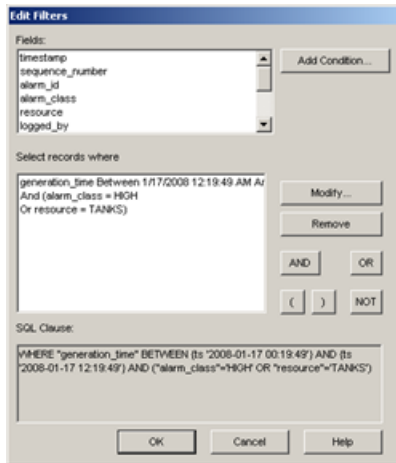 Edit Filters
Fields:
timestamp
sequence_number
alarm_id
alarm_class
resource
logged_by
Add Condition...
Select records where
generation_time Between 1/17/2008 12:19:49 AM Ar
And (alarm_class = HIGH
Or resource = TANKS)
Modify...
Remove
AND
OR
(
)
NOT
SQL Clause:
WHERE "generation_time" BETWEEN (ts '2008-01-17 00:19:49') AND (ts
'2008-01-17 12:19:49') AND ("alarm_class"='HIGH' OR "resource"='TANKS')
OK
Cancel
Help